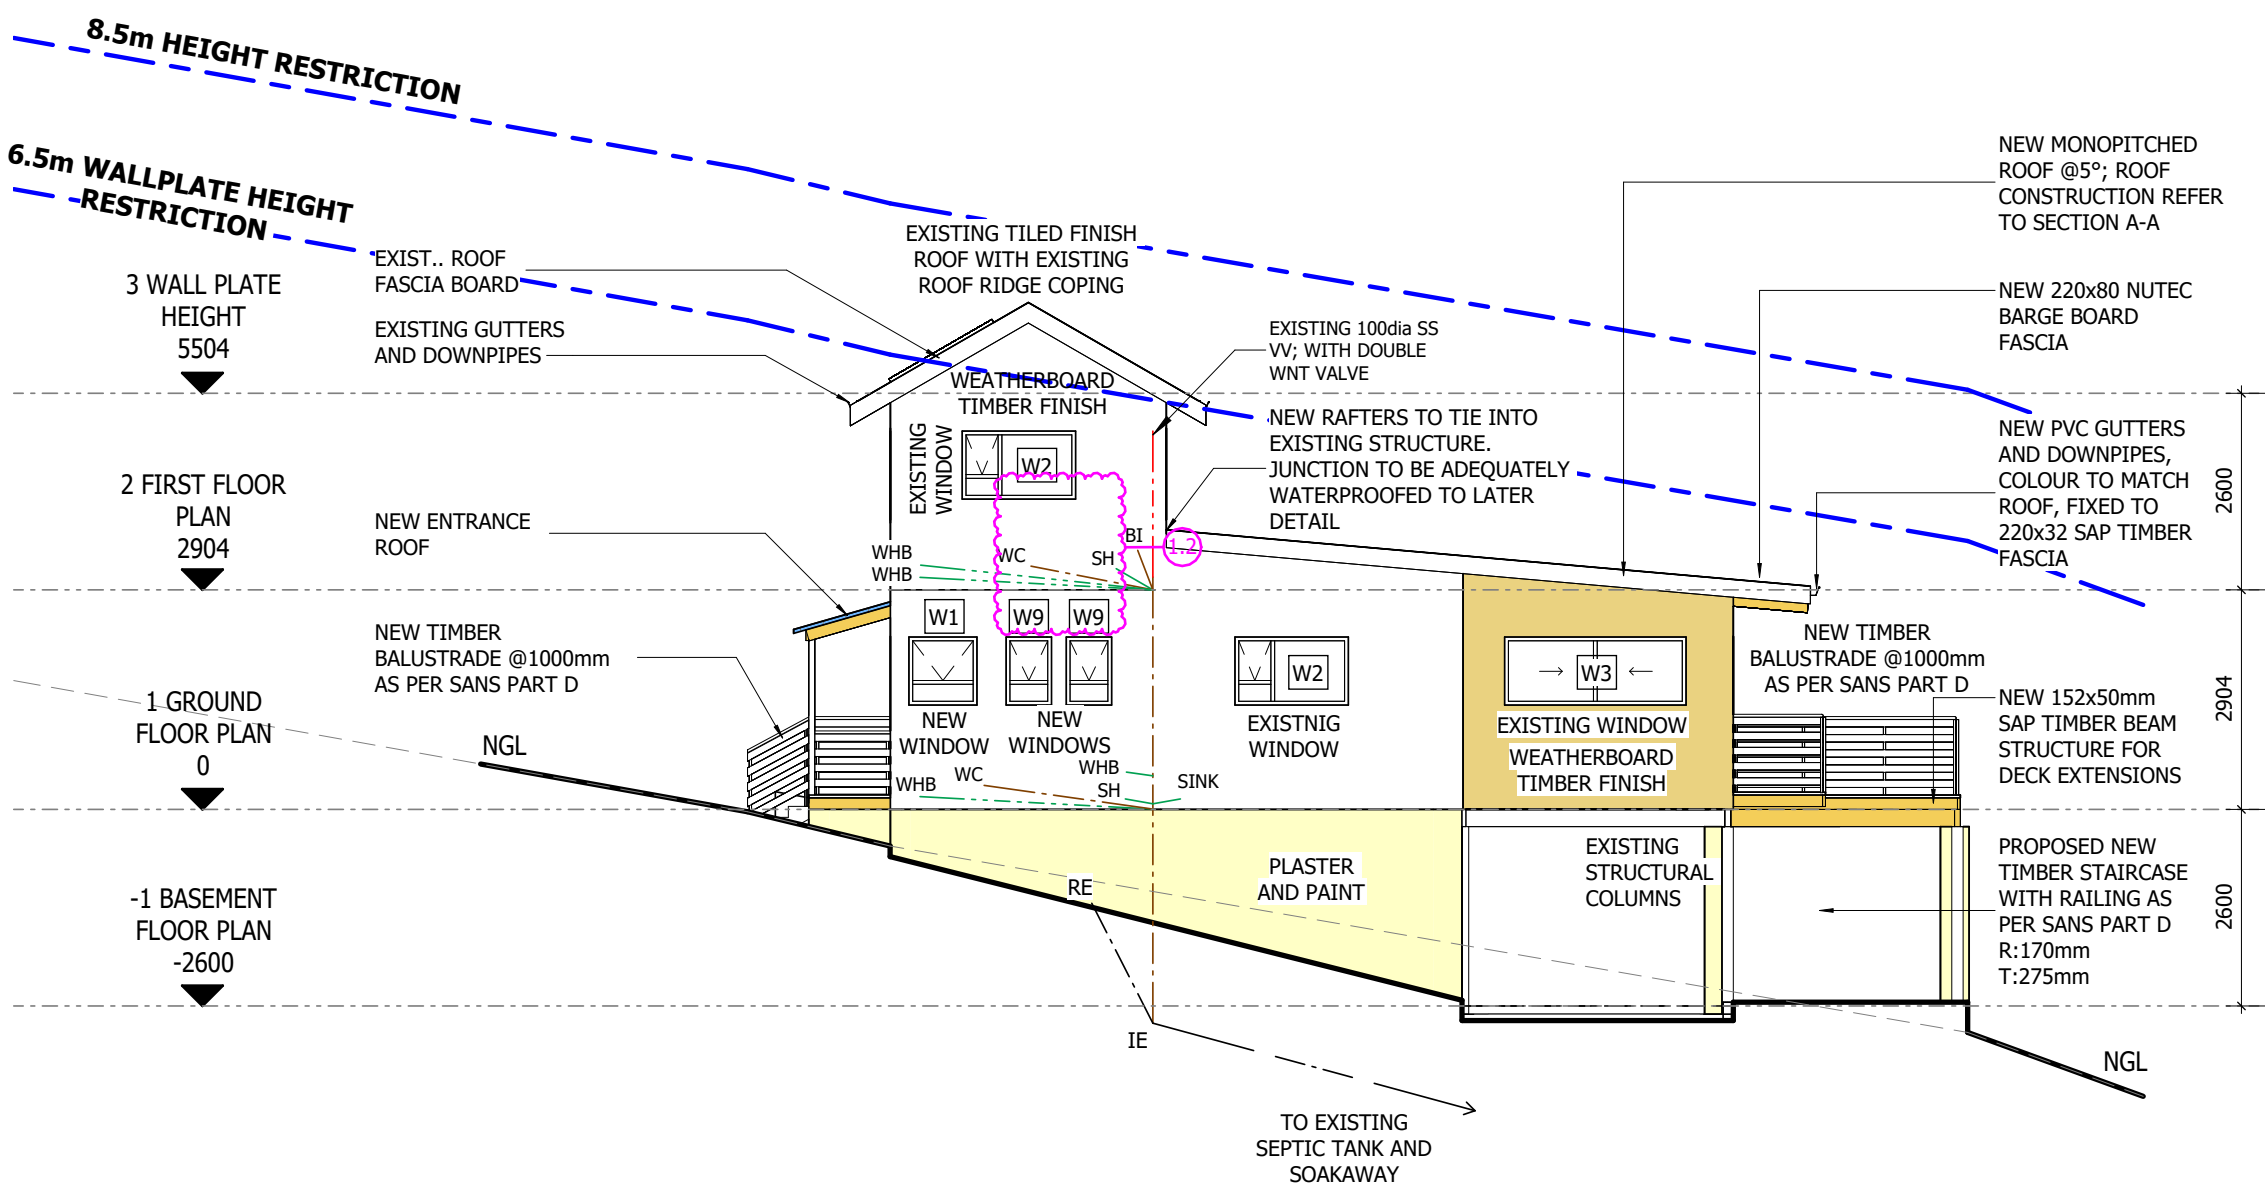 8.5m HEIGHT RESTRICTION
6.5m WALLPLATE HEIGHT
RESTRICTION
3 WALL PLATE
HEIGHT
5504
2 FIRST FLOOR
PLAN
2904
1 GROUND
FLOOR PLAN
0
-1 BASEMENT
FLOOR PLAN
-2600
EXIST.. ROOF
FASCIA BOARD
EXISTING GUTTERS
AND DOWNPIPES
NEW ENTRANCE
ROOF
NEW TIMBER
BALUSTRADE @1000mm
AS PER SANS PART D
NGL
EXISTING TILED FINISH
ROOF WITH EXISTING
ROOF RIDGE COPING
WEATHERBOARD
TIMBER FINISH
EXISTING
WINDOW
W2
EXISTING 100dia SS
VV; WITH DOUBLE
WNT VALVE
NEW RAFTERS TO TIE INTO
EXISTING STRUCTURE.
JUNCTION TO BE ADEQUATELY
WATERPROOFED TO LATER
DETAIL
1.2
WHB
WHB
WC
SH
BI
W1
W9
W9
NEW
WINDOW
NEW
WINDOWS
W2
EXISTNIG
WINDOW
W3
EXISTING WINDOW
WEATHERBOARD
TIMBER FINISH
WHB
WC
WHB
SH
SINK
PLASTER
AND PAINT
RE
IE
EXISTING
STRUCTURAL
COLUMNS
TO EXISTING
SEPTIC TANK AND
SOAKAWAY
NEW MONOPITCHED
ROOF @5°; ROOF
CONSTRUCTION REFER
TO SECTION A-A
NEW 220x80 NUTEC
BARGE BOARD
FASCIA
NEW PVC GUTTERS
AND DOWNPIPES,
COLOUR TO MATCH
ROOF, FIXED TO
220x32 SAP TIMBER
FASCIA
NEW TIMBER
BALUSTRADE @1000mm
AS PER SANS PART D
NEW 152x50mm
SAP TIMBER BEAM
STRUCTURE FOR
DECK EXTENSIONS
PROPOSED NEW
TIMBER STAIRCASE
WITH RAILING AS
PER SANS PART D
R:170mm
T:275mm
NGL
2600
2904
2600